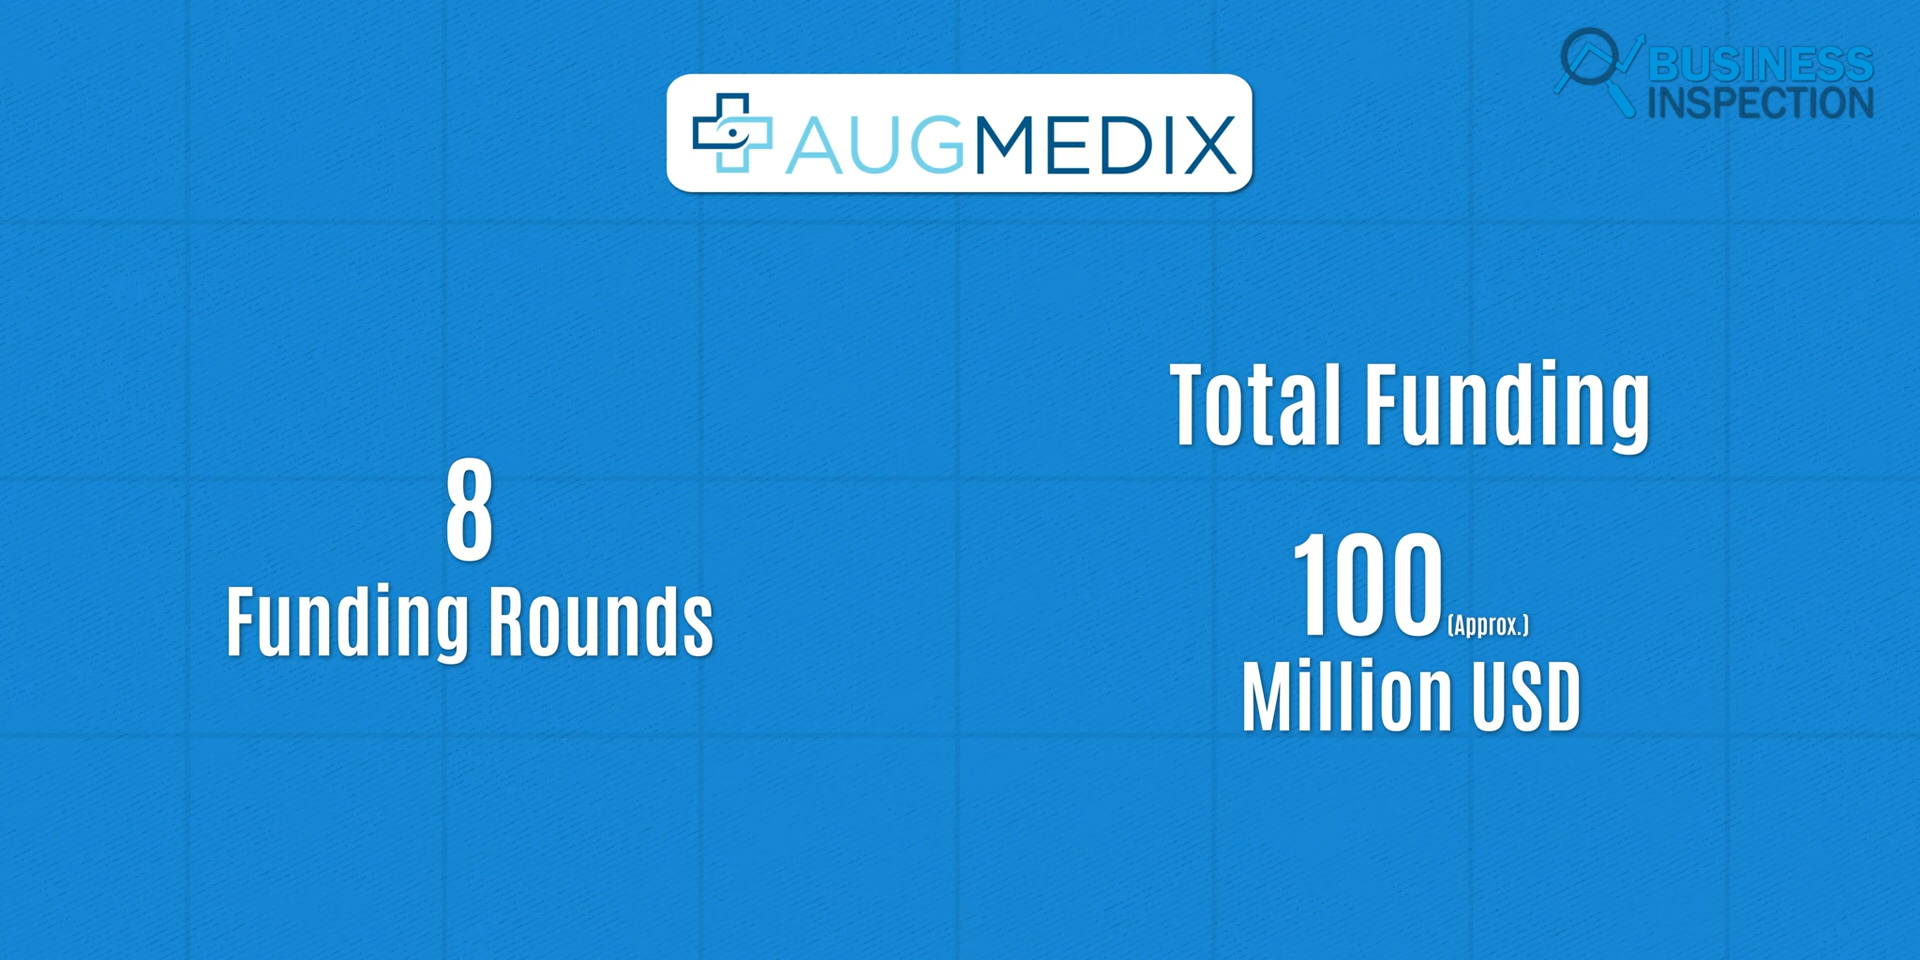 BUSINESS
INSPECTION
AUGMEDIX
8
Funding Rounds
Total Funding
100(Approx.)
Million USD